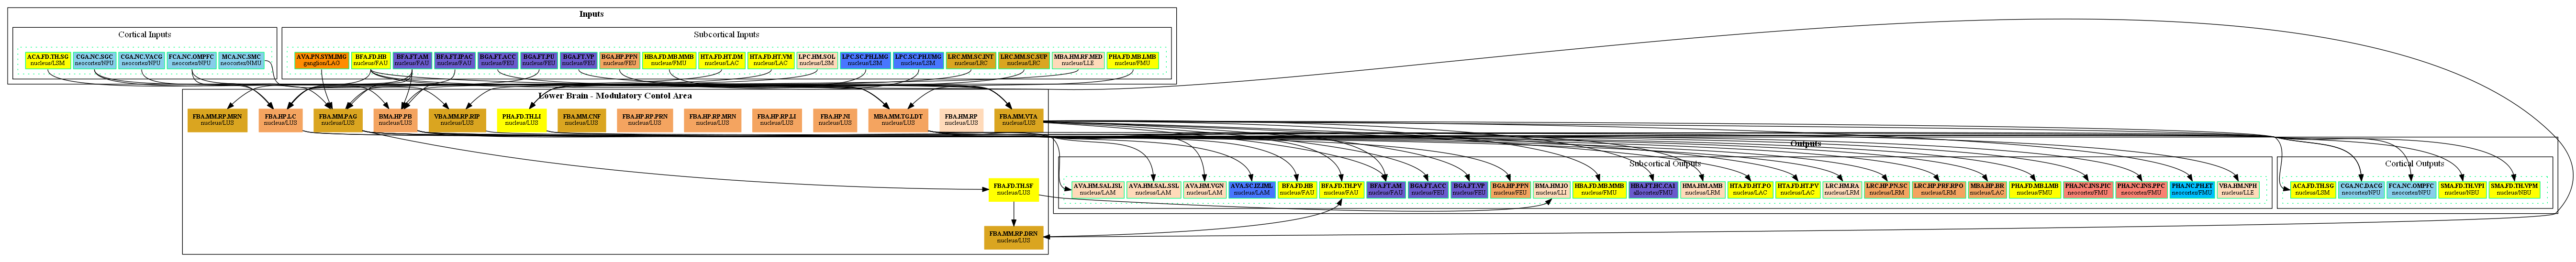 Inputs
Cortical Inputs
Subcortical Inputs
ACA.FD.TH.SG
nucleus/LSM
CGA.NC.SGC
neocortex/NPU
CGA.NC.VACG
neocortex/NPU
FCA.NC.OMPFC
neocortex/NPU
MCA.NC.SMC
neocortex/NMU
AVA.PN.SYM.IMG
ganglion/LAG
FBA.FD.HB
nucleus/FAU
BFA.FT.AM
nucleus/FAU
BFA.FT.IPAC
nucleus/FAU
BGA.FT.ACC
nucleus/FEU
BGA.FT.PU
nucleus/FEU
BGA.FT.VP
nucleus/FEU
BGA.HP.PPN
nucleus/FEU
HBA.FD.MB.MMB
nucleus/FMU
HTA.FD.HT.DM
nucleus/LAC
HTA.FD.HT.VM
nucleus/LAC
LPC.HM.SOL
nucleus/LSM
LPC.SC.PH.LMG
nucleus/LSM
LPC.SC.PH.UMG
nucleus/LSM
LRC.MM.SC.INT
nucleus/LRC
LRC.MM.SC.SUP
nucleus/LRC
MBA.HM.RF.MED
nucleus/LLE
PHA.FD.MB.LMB
nucleus/FMU
Lower Brain - Modulatory Contol Area
FBA.MM.RP.MRN
nucleus/LUS
FBA.HP.LC
nucleus/LUS
FBA.MM.PAG
nucleus/LUS
BMA.HP.PB
nucleus/LUS
VBM.MM.RP.RIP
nucleus/LUS
PHA.FD.TH.LI
nucleus/LUS
FBA.MM.CNF
nucleus/LUS
FBA.HP.RP.PRN
nucleus/LUS
FBA.HP.RP.MRN
nucleus/LUS
FBA.HP.RP.LI
nucleus/LUS
FBA.HP.NI
nucleus/LUS
MBA.MM.TG.LDT
nucleus/LUS
FBA.HM.RP
nucleus/LUS
FBA.MM.VTA
nucleus/LUS
FBA.FD.TH.SF
nucleus/LUS
FBA.MM.RP.DRN
nucleus/LUS
Outputs
Subcortical Outputs
Cortical Outputs
AVA.HM.SAL.ISL
nucleus/LAM
AVA.HM.SAL.SSL
nucleus/LAM
AVA.HM.VGN
nucleus/LAM
AVA.SC.IZ.IML
nucleus/LAM
FBA.FD.HB
nucleus/FAU
FBA.FD.TH.PV
nucleus/FAU
BFA.FT.AM
nucleus/FAU
BGA.FT.ACC
nucleus/FEU
BGA.FT.VP
nucleus/FEU
BGA.HP.PPN
nucleus/FEU
BMA.HM.IO
nucleus/LLI
HBA.FD.MB.MMB
nucleus/FMU
HBA.FT.HC.CA1
allocortex/FMU
HMA.HM.AMB
nucleus/LRM
HTA.FD.HT.PO
nucleus/LAC
HTA.FD.HT.PV
nucleus/LAC
LRC.HM.RA
nucleus/LRM
LRC.HP.PN.SC
nucleus/LRM
LRC.HP.PRF.RPO
nucleus/LRM
MBA.HP.BR
nucleus/LAC
PHA.FD.MB.LMB
nucleus/FMU
PHA.NC.INS.PIC
neocortex/FMU
PHA.NC.INS.PPC
neocortex/FMU
PHA.NC.PH.ET
neocortex/FMU
VBA.HM.NPH
nucleus/LLE
ACA.FD.TH.SG
nucleus/LSM
CGA.NC.DACG
neocortex/NPU
FCA.NC.OMPFC
neocortex/NPU
SMA.FD.TH.VPI
nucleus/NBU
SMA.FD.TH.VPM
nucleus/NBU